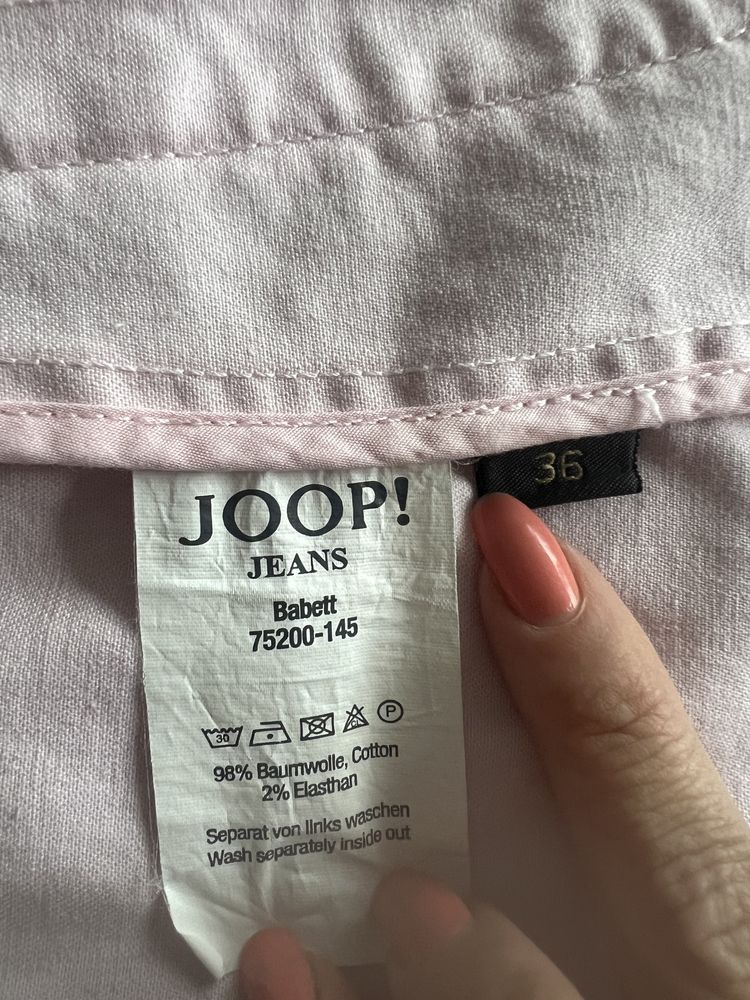 36
JOOP!
JEANS
Babett
75200-145
30 CL P
98% Baumwolle, Cotton
2% Elasthan
Separat von links waschen
Wash separately inside out